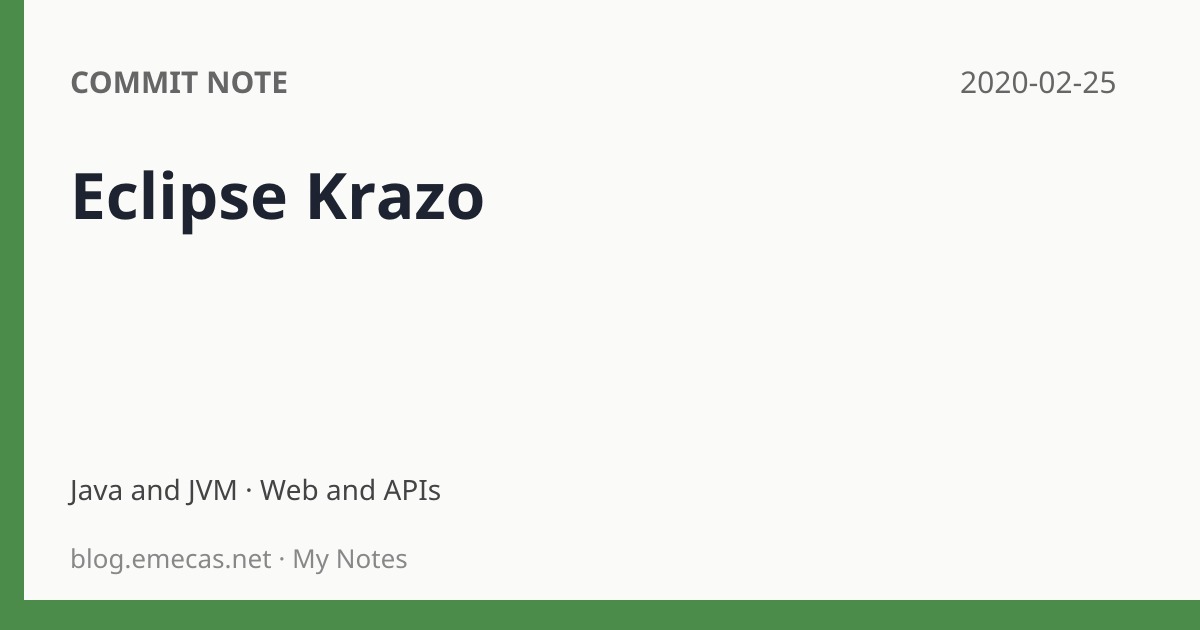 COMMIT NOTE
2020-02-25
Eclipse Krazo
Java and JVM · Web and APIs
blog.emecas.net · My Notes